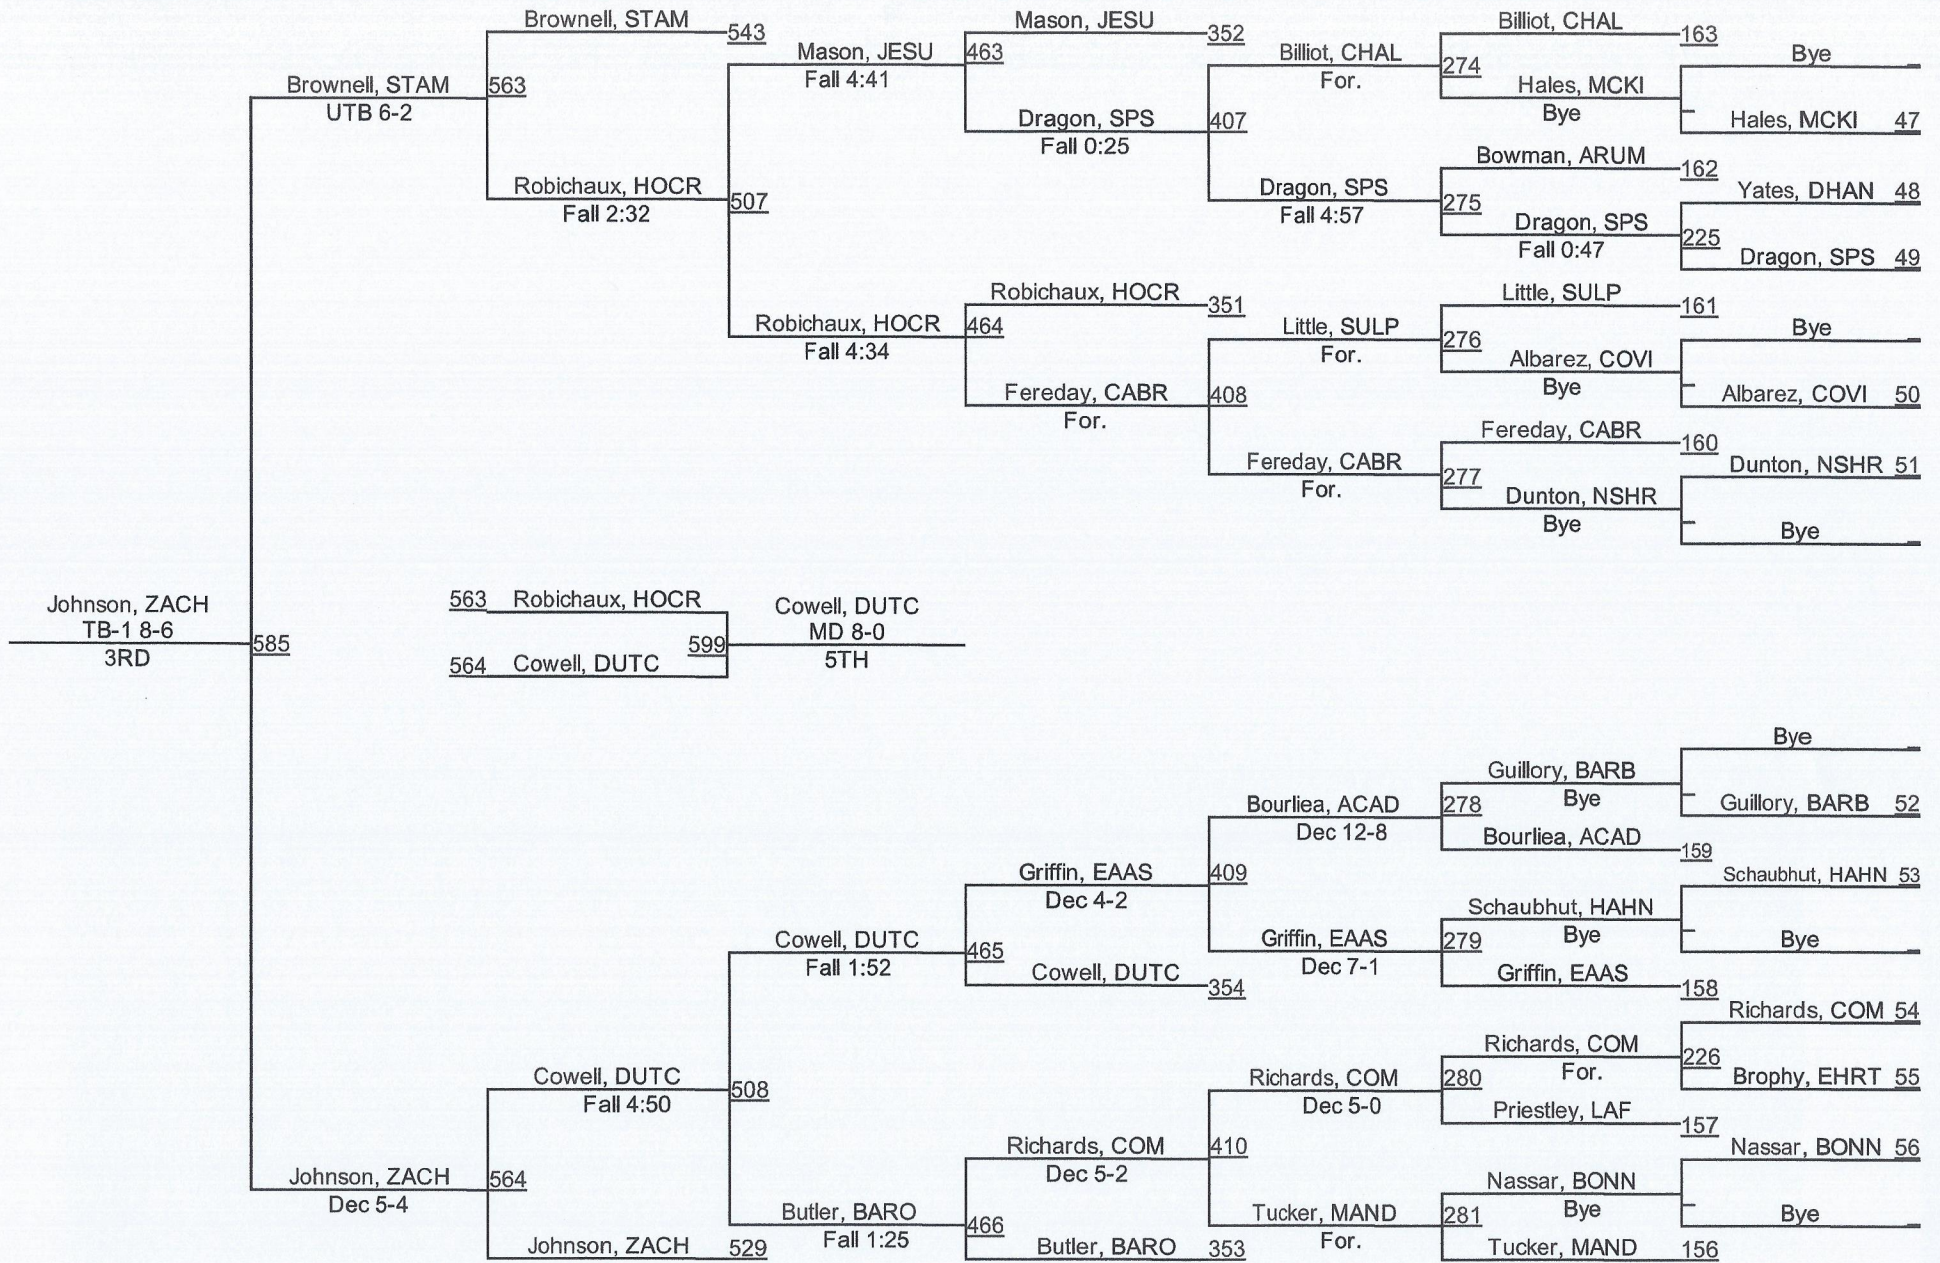 Brownell, STAM
543
Mason, JESU
352
Billiot, CHAL
163
Bye
Brownell, STAM
UTB 6-2
563
Mason, JESU
Fall 4:41
463
Billiot, CHAL
For.
274
Hales, MCKI
Bye
Hales, MCKI 47
Dragon, SPS
Fall 0:25
407
Bowman, ARUM
162
Robichaux, HOCR
Fall 2:32
507
Dragon, SPS
Fall 4:57
275
Yates, DHAN 48
Dragon, SPS
Fall 0:47
225
Dragon, SPS 49
Robichaux, HOCR
351
Little, SULP
161
Robichaux, HOCR
Fall 4:34
464
Little, SULP
For.
276
Bye
Albarez, COVI
Bye
Albarez, COVI 50
Fereday, CABR
For.
408
Fereday, CABR
160
Fereday, CABR
For.
277
Dunton, NSHR 51
Dunton, NSHR
Bye
Bye
Johnson, ZACH
TB-1 8-6
3RD
585
563 Robichaux, HOCR
599
564 Cowell, DUTC
Cowell, DUTC
MD 8-0
5TH
Bye
Guillory, BARB
Bye
Guillory, BARB 52
Bourliea, ACAD
Dec 12-8
278
Bourliea, ACAD
159
Griffin, EAAS
Dec 4-2
409
Schaubhut, HAHN 53
Schaubhut, HAHN
Bye
Bye
Cowell, DUTC
Fall 1:52
465
Griffin, EAAS
Dec 7-1
279
Cowell, DUTC
354
Griffin, EAAS
158
Richards, COM 54
Richards, COM
For.
226
Brophy, EHRT 55
Cowell, DUTC
Fall 4:50
508
Richards, COM
Dec 5-0
280
Priestley, LAF
157
Richards, COM
Dec 5-2
410
Nassar, BONN 56
Johnson, ZACH
Dec 5-4
564
Nassar, BONN
Bye
Bye
Butler, BARO
Fall 1:25
466
Tucker, MAND
For.
281
Johnson, ZACH
529
Butler, BARO
353
Tucker, MAND
156